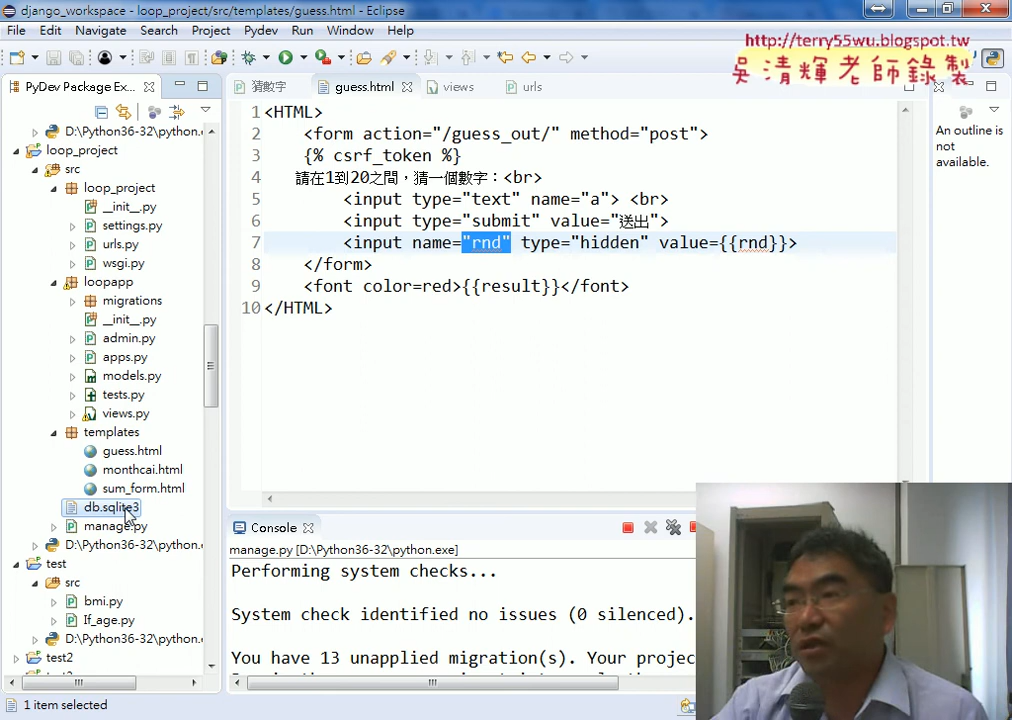 django_workspace - loop_project/src/templates/guess.html - Eclipse
File Edit Navigate Search Project Pydev Run Window Help
http://terry55wu.blogspot.tw
吳清輝老師錄製
PyDev Package Ex...
猜數字
guess.html
views
urls
D:\Python36-32\python.
loop_project
src
loop_project
__init__.py
settings.py
urls.py
wsgi.py
loopapp
migrations
__init__.py
admin.py
apps.py
models.py
tests.py
views.py
templates
guess.html
monthcai.html
sum_form.html
db.sqlite3
manage.py
D:\Python36-32\python.
test
src
bmi.py
If_age.py
D:\Python36-32\python.
test2
1 <HTML>
2 <form action="/guess_out/" method="post">
3 {% csrf_token %}
4 請在1到20之間，猜一個數字：<br>
5 <input type="text" name="a"> <br>
6 <input type="submit" value="送出">
7 <input name="rnd" type="hidden" value={{rnd}}>
8 </form>
9 <font color=red>{{result}}</font>
10 </HTML>
An outline is
not
available.
Console
manage.py [D:\Python36-32\python.exe]
Performing system checks...
System check identified no issues (0 silenced).
You have 13 unapplied migration(s). Your projec
1 item selected